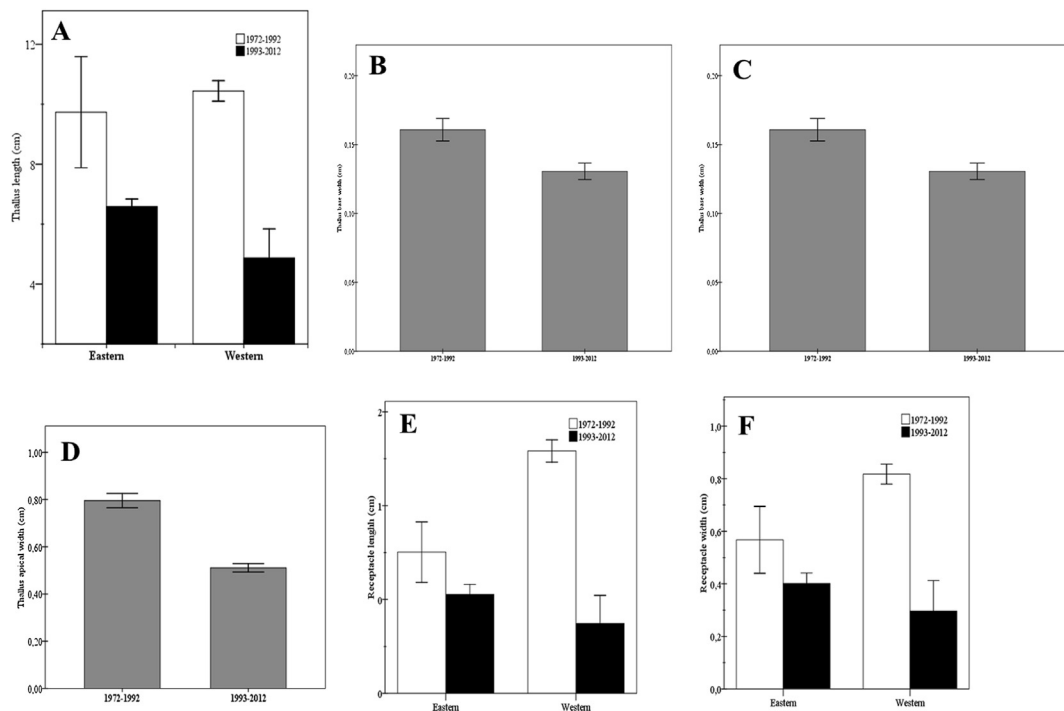 A
1972-1992
1993-2012
Thallus length (cm)
12
8
4
Eastern
Western
B
Thallus base width (cm)
0,20
0,15
0,10
0,05
0,00
1972-1992
1993-2012
C
Thallus base width (cm)
0,20
0,15
0,10
0,05
0,00
1972-1992
1993-2012
D
Thallus apical width (cm)
1,00
0,80
0,60
0,40
0,20
0,00
1972-1992
1993-2012
E
1972-1992
1993-2012
Receptacle lenghh (cm)
2
1
0
0
Eastern
Western
F
1972-1992
1993-2012
Receptacle width (cm)
1,0
0,8
0,6
0,4
0,2
0,0
Eastern
Western